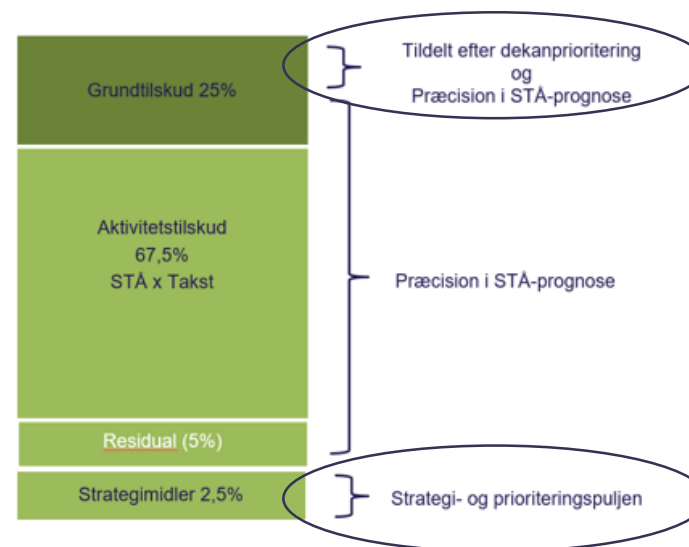 Grundtilskud 25%
Tildelt efter dekanprioritering
og
Præcision i STÅ-prognose
Aktivitetstilskud
67,5%
STÅ x Takst
Præcision i STÅ-prognose
Residual (5%)
Strategimidler 2,5%
Strategi- og prioriteringspuljen